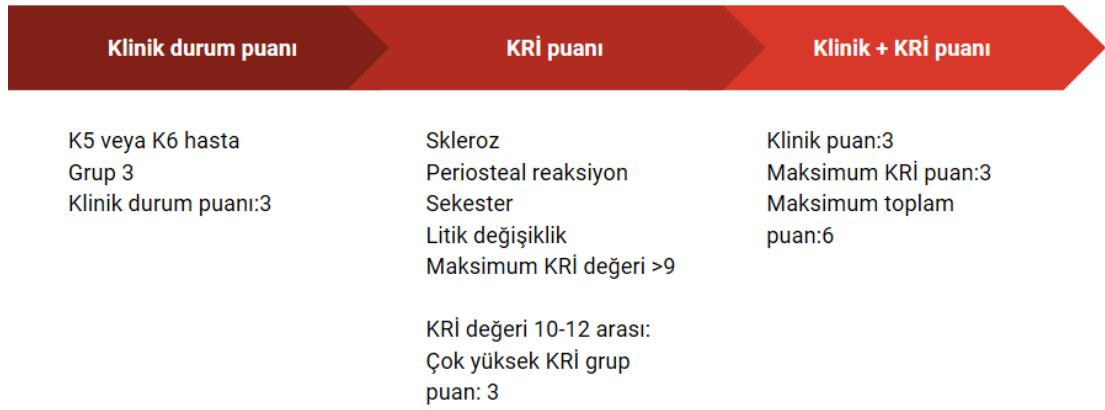 Klinik durum puanı
KRİ puanı
Klinik + KRİ puanı
K5 veya K6 hasta
Grup 3
Klinik durum puanı:3
Skleroz
Periosteal reaksiyon
Sekester
Litik değişiklik
Maksimum KRİ değeri >9
KRİ değeri 10-12 arası:
Çok yüksek KRİ grup
puan: 3
Klinik puan:3
Maksimum KRİ puan:3
Maksimum toplam
puan:6